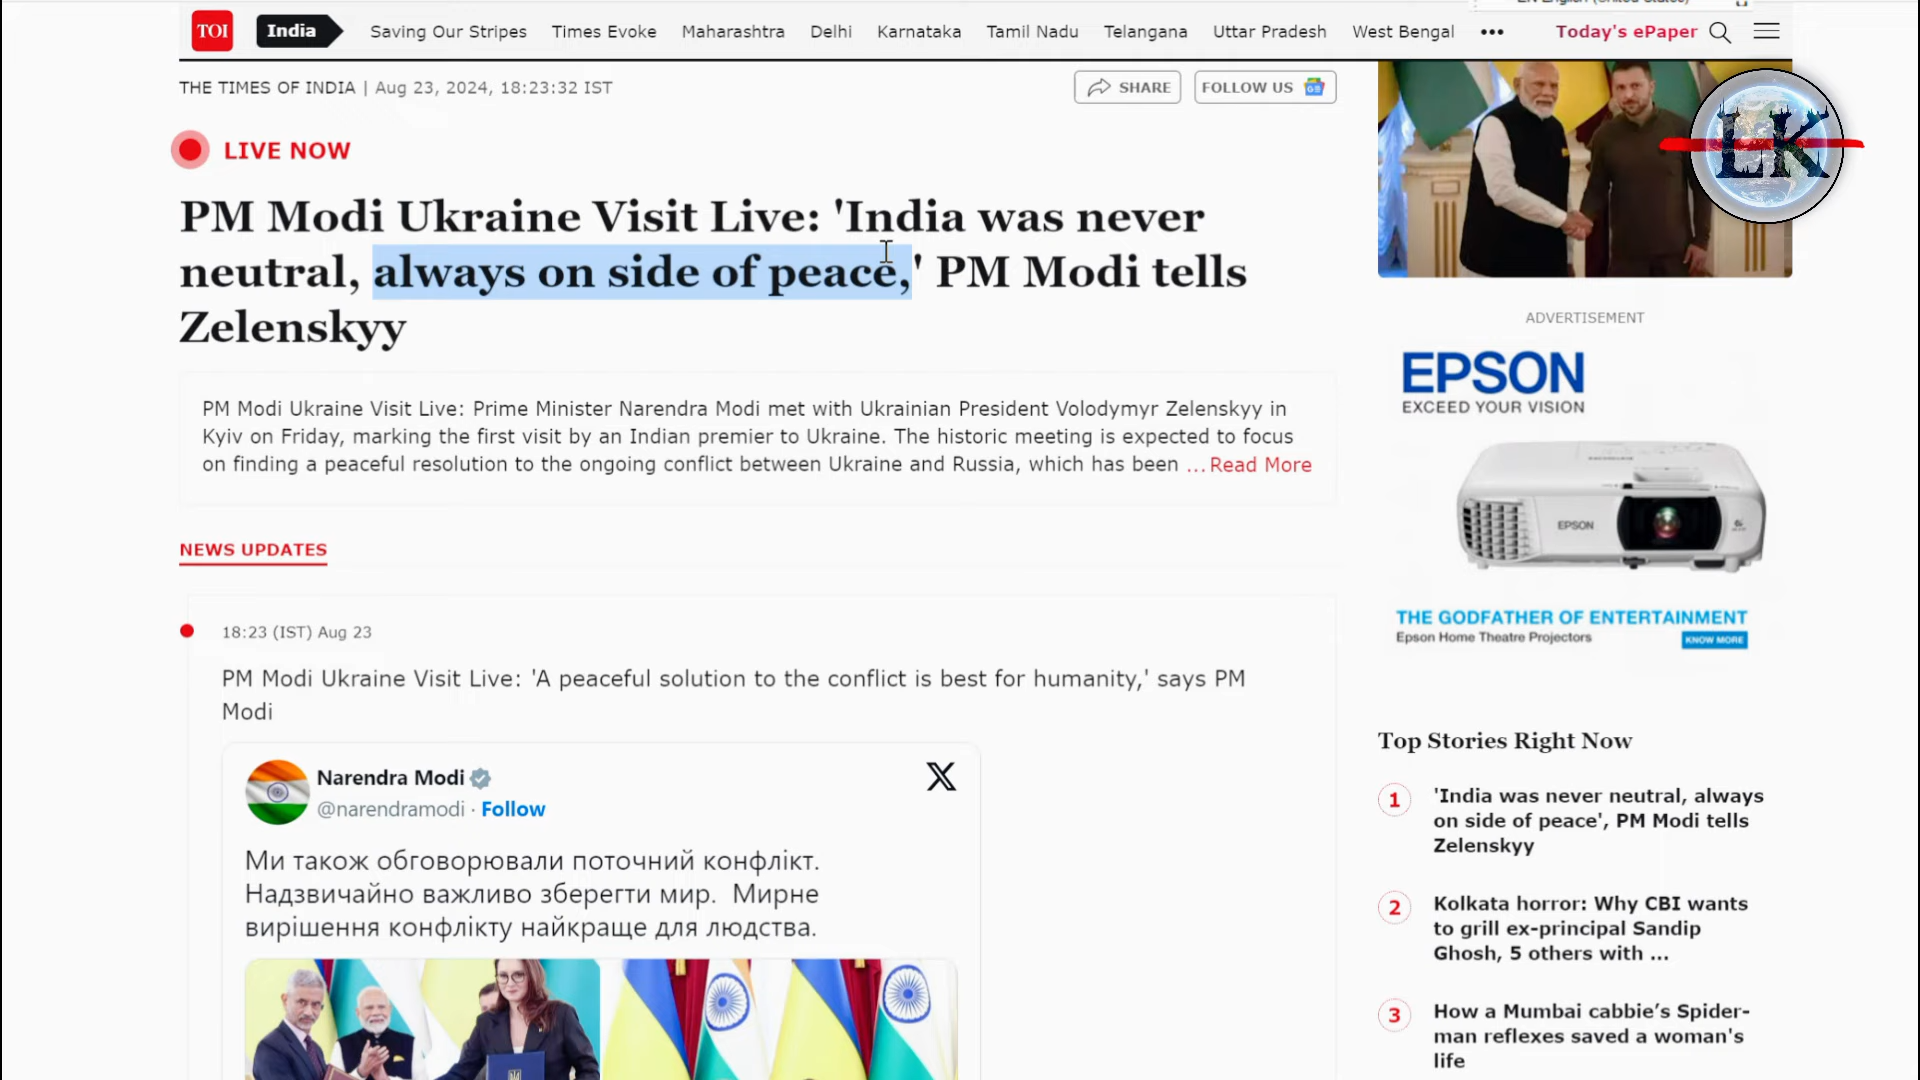 TOI
India
Saving Our Stripes
Times Evoke
Maharashtra
Delhi
Karnataka
Tamil Nadu
Telangana
Uttar Pradesh
West Bengal
•••
Today's ePaper
THE TIMES OF INDIA | Aug 23, 2024, 18:23:32 IST
SHARE
FOLLOW US
LIVE NOW
PM Modi Ukraine Visit Live: 'India was never
neutral, always on side of peace,' PM Modi tells
Zelenskyy
PM Modi Ukraine Visit Live: Prime Minister Narendra Modi met with Ukrainian President Volodymyr Zelenskyy in
Kyiv on Friday, marking the first visit by an Indian premier to Ukraine. The historic meeting is expected to focus
on finding a peaceful resolution to the ongoing conflict between Ukraine and Russia, which has been ...Read More
NEWS UPDATES
18:23 (IST) Aug 23
PM Modi Ukraine Visit Live: 'A peaceful solution to the conflict is best for humanity,' says PM
Modi
Narendra Modi
@narendramodi · Follow
Ми також обговорювали поточний конфлікт.
Надзвичайно важливо зберегти мир. Мирне
вирішення конфлікту найкраще для людства.
LK
ADVERTISEMENT
EPSON
EXCEED YOUR VISION
EPSON
THE GODFATHER OF ENTERTAINMENT
Epson Home Theatre Projectors
KNOW MORE
Top Stories Right Now
1
'India was never neutral, always
on side of peace', PM Modi tells
Zelenskyy
2
Kolkata horror: Why CBI wants
to grill ex-principal Sandip
Ghosh, 5 others with ...
3
How a Mumbai cabbie’s Spider-
man reflexes saved a woman's
life